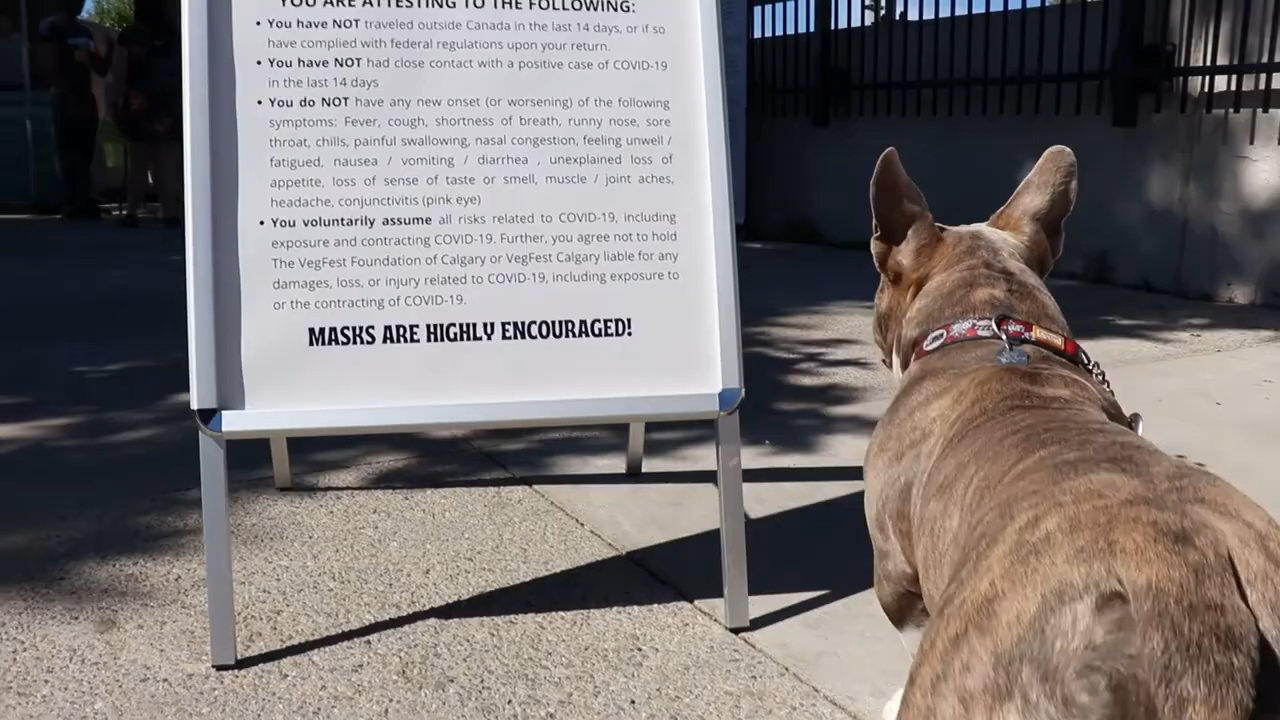 YOU ARE ATTESTING TO THE FOLLOWING:
• You have NOT traveled outside Canada in the last 14 days, or if so
have complied with federal regulations upon your return.
• You have NOT had close contact with a positive case of COVID-19
in the last 14 days
• You do NOT have any new onset (or worsening) of the following
symptoms: Fever, cough, shortness of breath, runny nose, sore
throat, chills, painful swallowing, nasal congestion, feeling unwell /
fatigued, nausea / vomiting / diarrhea , unexplained loss of
appetite, loss of sense of taste or smell, muscle / joint aches,
headache, conjunctivitis (pink eye)
• You voluntarily assume all risks related to COVID-19, including
exposure and contracting COVID-19. Further, you agree not to hold
The VegFest Foundation of Calgary or VegFest Calgary liable for any
damages, loss, or injury related to COVID-19, including exposure to
or the contracting of COVID-19.
MASKS ARE HIGHLY ENCOURAGED!